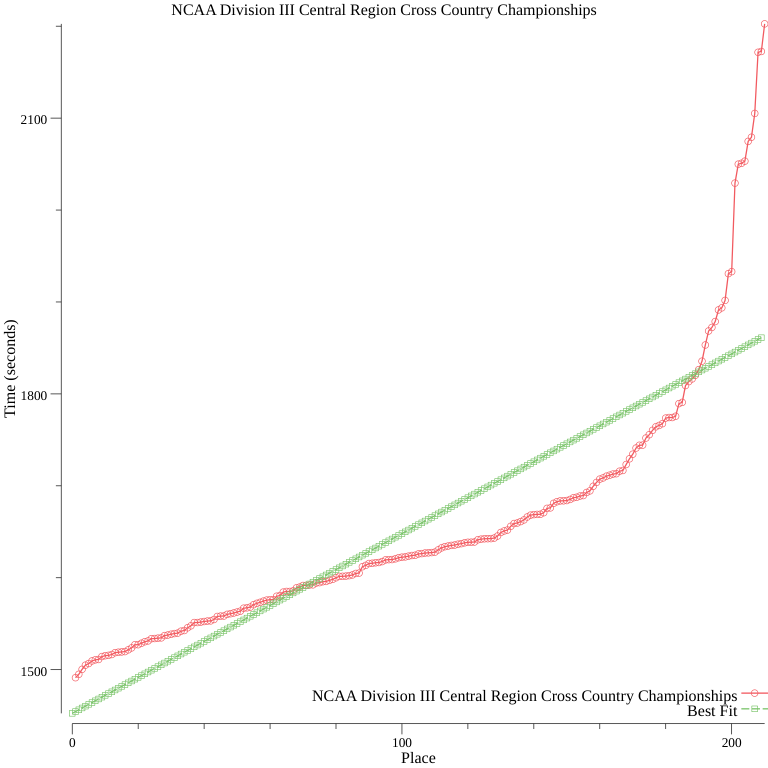 NCAA Division III Central Region Cross Country Championships
2100
1800
1500
Time (seconds)
NCAA Division III Central Region Cross Country Championships
Best Fit
0
100
200
Place